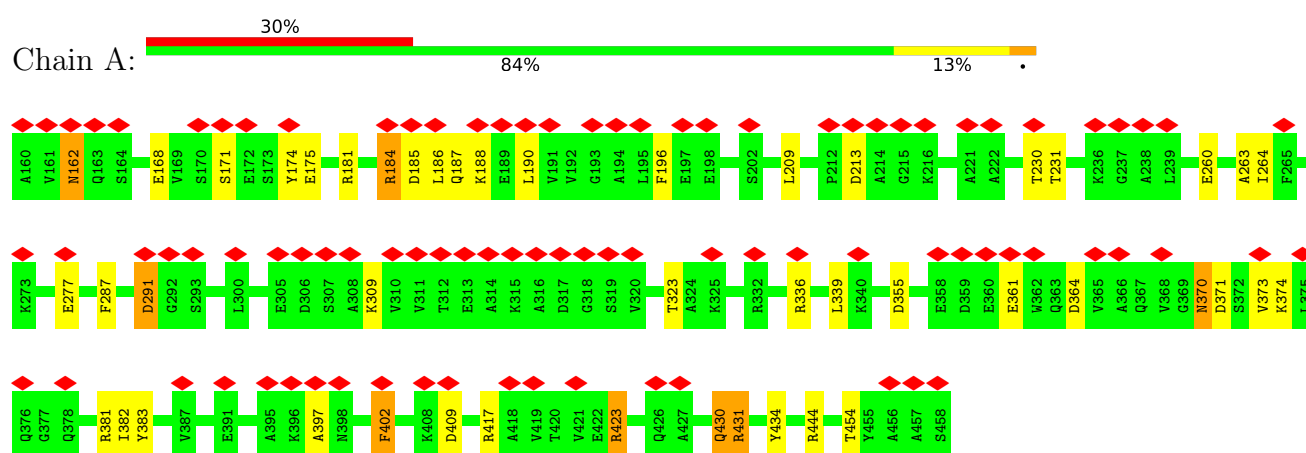 30%
Chain A:
84% 13% •
A160 V161 N162 Q163 S164 E168 V169 S170 S171 E172 S173 Y174 E175 R181 R184 D185 L186 Q187 K188 E189 L190 V191 V192 G193 A194 L195 F196 E197 E198 S202 L209 P212 D213 A214 G215 K216 A221 A222 T230 T231 K236 G237 A238 L239 E260 A263 I264 F265
K273 E277 F287 D291 G292 S293 L300 E305 D306 S307 A308 K309 V310 V311 T312 E313 A314 K315 A316 D317 G318 S319 V320 T323 A324 K325 R332 R336 L339 K340 D355 E358 D359 E360 E361 W362 Q363 D364 V365 A366 Q367 V368 G369 N370 D371 S372 V373 K374 L375
Q376 G377 Q378 R381 I382 Y383 V387 E391 A395 K396 A397 N398 F402 K408 D409 R417 A418 V419 T420 V421 E422 R423 Q426 A427 Q430 R431 Y434 R444 T454 Y455 A456 A457 S458